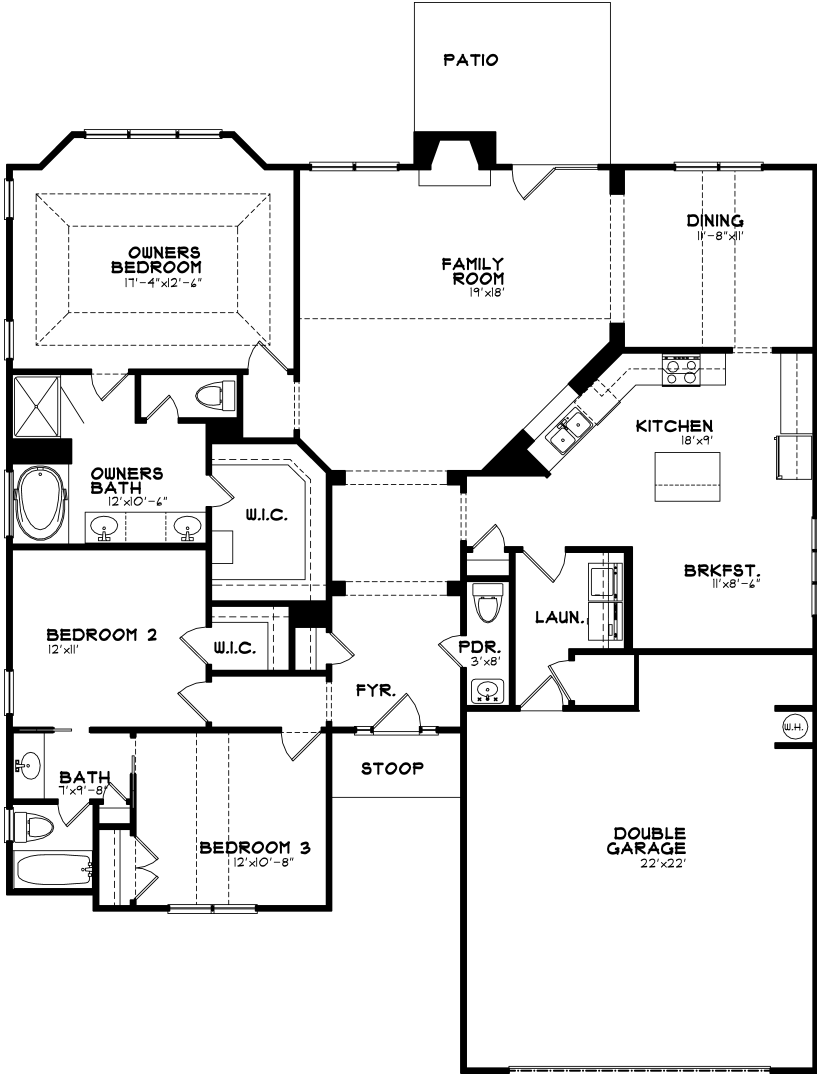 PATIO
OWNERS
BEDROOM
17'-4"x12'-6"
FAMILY
ROOM
19'x18'
DINING
11'-8"x11'
KITCHEN
18'x9'
OWNERS
BATH
12'x10'-6"
W.I.C.
BRKFST.
11'x8'-6"
BEDROOM 2
12'x11'
W.I.C.
LAUN.
PDR.
3'x8'
FYR.
W.H.
STOOP
BATH
7'x9'-8"
BEDROOM 3
12'x10'-8"
DOUBLE
GARAGE
22'x22'